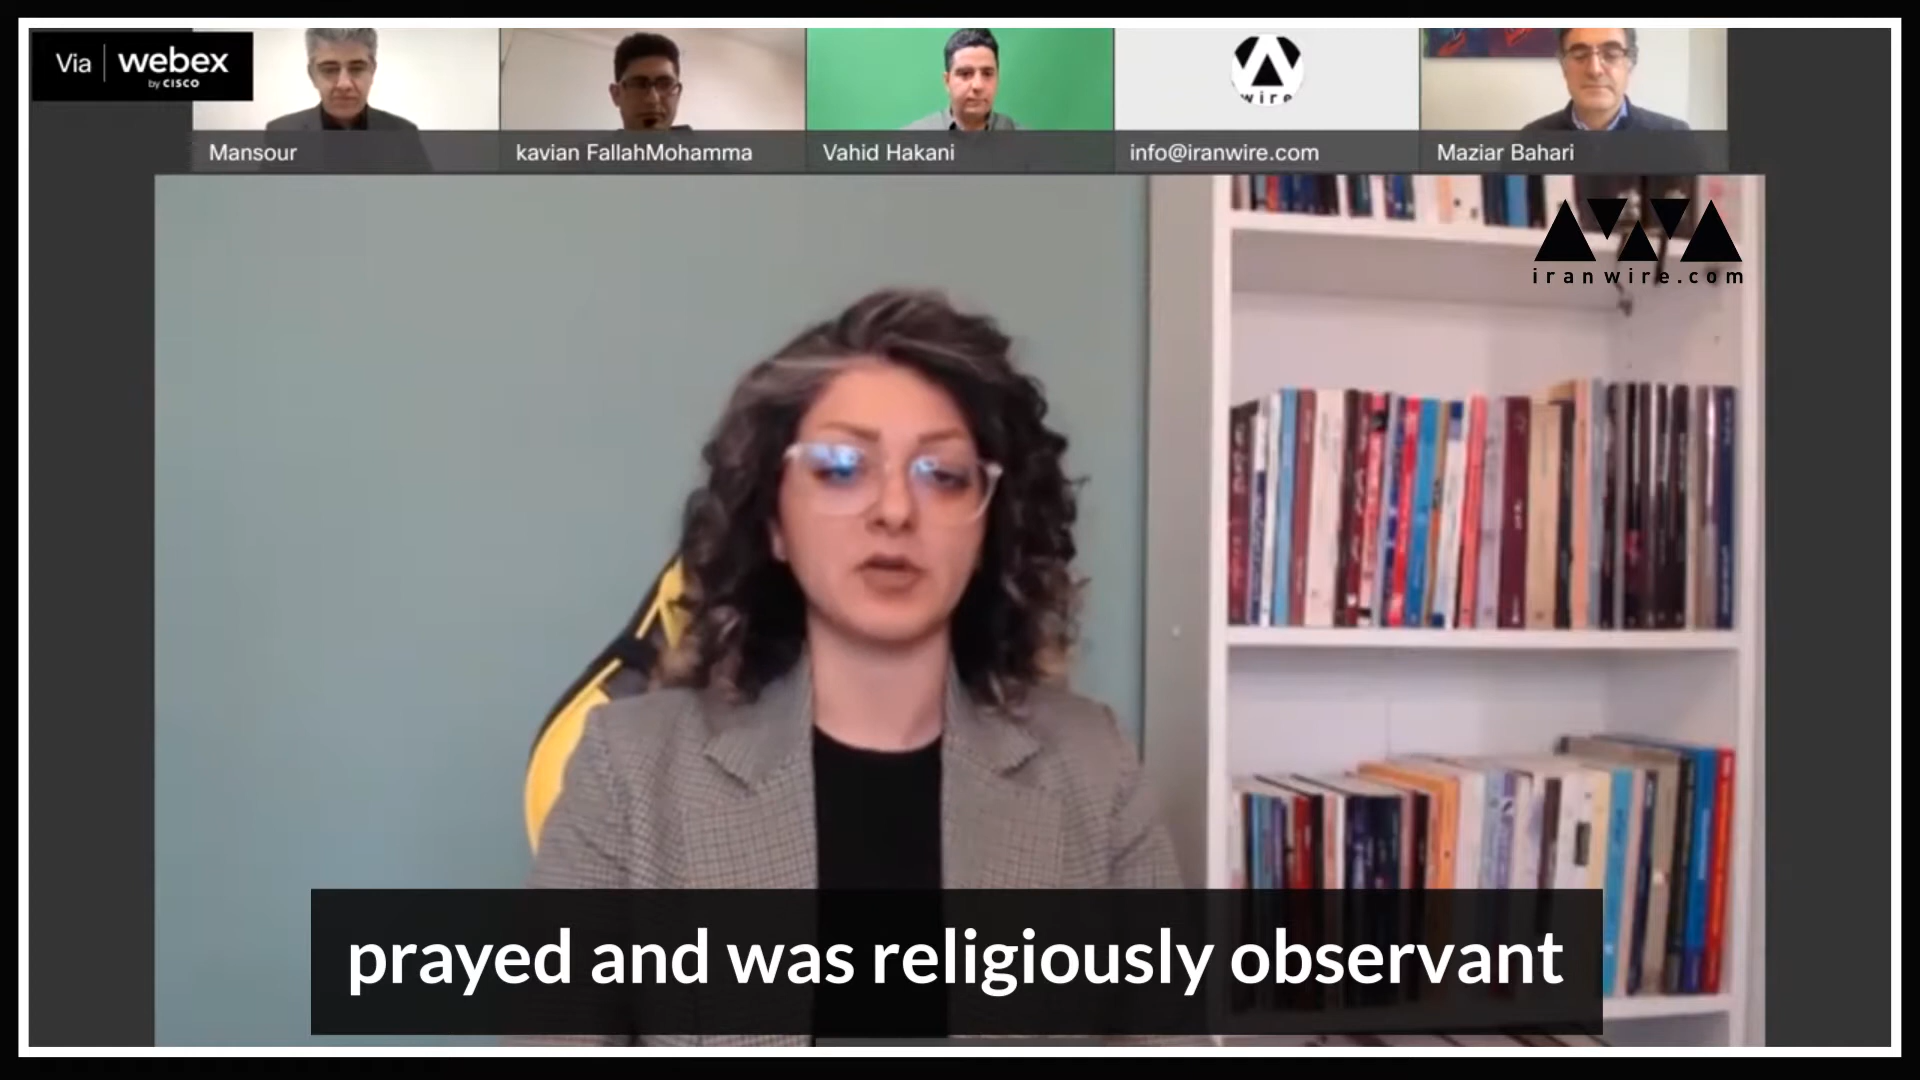 Via
webex
by CISCO
wire
Mansour
kavian FallahMohamma
Vahid Hakani
info@iranwire.com
Maziar Bahari
iranwire.com
prayed and was religiously observant